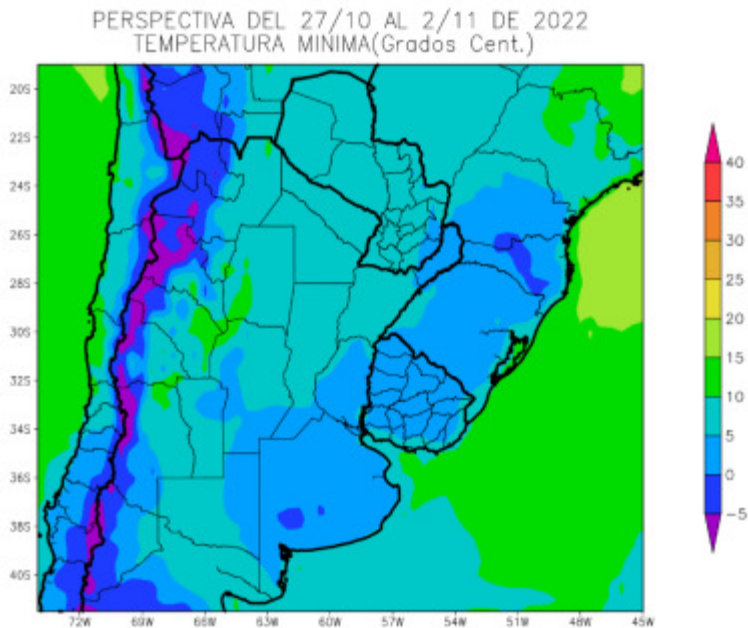 PERSPECTIVA DEL 27/10 AL 2/11 DE 2022
TEMPERATURA MINIMA(Grados Cent.)
20S
22S
24S
26S
28S
30S
32S
34S
36S
38S
40S
72W 69W 66W 63W 60W 57W 54W 51W 48W 45W
40
35
30
25
20
15
10
5
0
-5